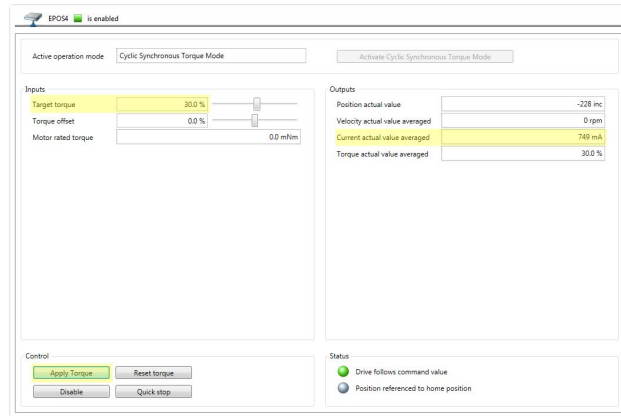 EPOS4 is enabled
Active operation mode Cyclic Synchronous Torque Mode Activate Cyclic Synchronous Torque Mode
Inputs
Target torque 30.0 %
Torque offset 0.0 %
Motor rated torque 0.0 mNm
Outputs
Position actual value -228 inc
Velocity actual value averaged 0 rpm
Current actual value averaged 749 mA
Torque actual value averaged 30.0 %
Control
Apply Torque Reset torque
Disable Quick stop
Status
Drive follows command value
Position referenced to home position